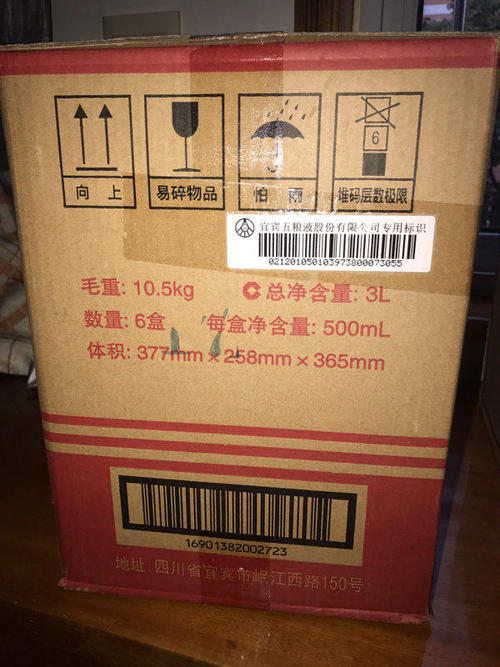 6
向上 易碎物品 怕雨 堆码层数极限
宜宾五粮液股份有限公司专用标识
021201050103973800073055
毛重: 10.5kg 总净含量: 3L
数量: 6盒 每盒净含量: 500mL
体积: 377mm × 258mm × 365mm
16901382002723
地址: 四川省宜宾市岷江西路150号